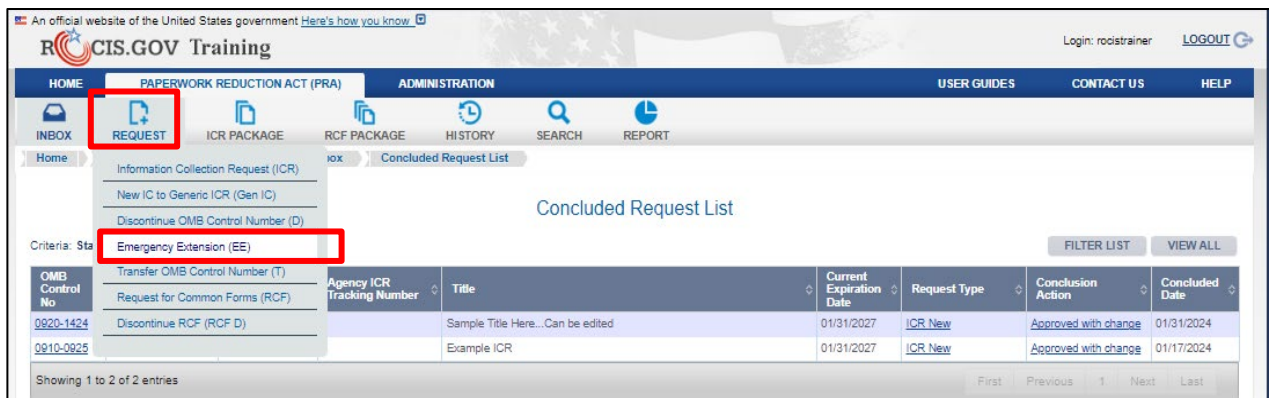 An official website of the United States government Here's how you know
ROCIS.GOV Training
Login: rocistrainer LOGOUT
HOME PAPERWORK REDUCTION ACT (PRA) ADMINISTRATION USER GUIDES CONTACT US HELP
INBOX REQUEST ICR PACKAGE RCF PACKAGE HISTORY SEARCH REPORT
Home Concluded Request List
Information Collection Request (ICR)
New IC to Generic ICR (Gen IC)
Discontinue OMB Control Number (D)
Emergency Extension (EE)
Transfer OMB Control Number (T)
Request for Common Forms (RCF)
Discontinue RCF (RCF D)
Concluded Request List
Criteria: Sta
FILTER LIST VIEW ALL
OMB Control No Agency ICR Tracking Number Title Current Expiration Date Request Type Conclusion Action Concluded Date
0920-1424 Sample Title Here...Can be edited 01/31/2027 ICR New Approved with change 01/31/2024
0910-0925 Example ICR 01/31/2027 ICR New Approved with change 01/17/2024
Showing 1 to 2 of 2 entries
First Previous 1 Next Last